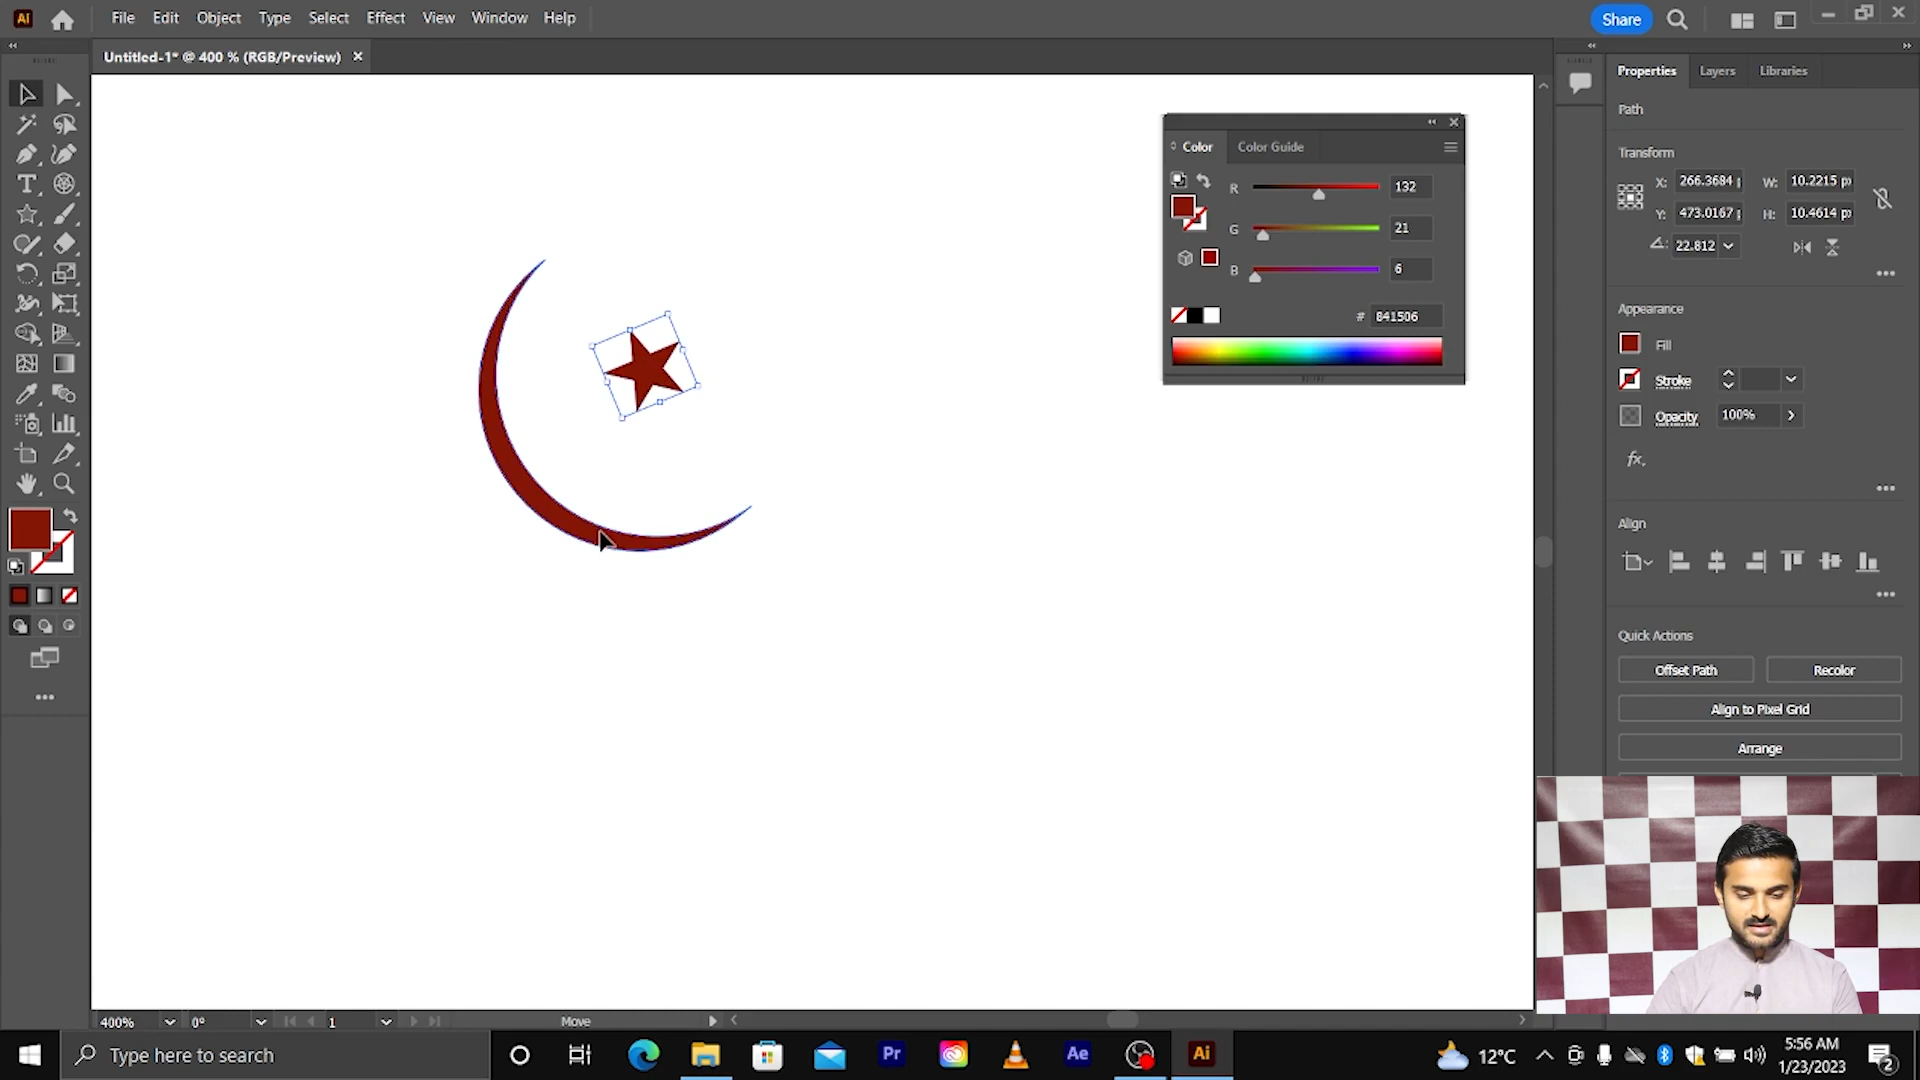 Ai File Edit Object Type Select Effect View Window Help Share
Untitled-1* @ 400 % (RGB/Preview)
Properties Layers Libraries
Path
Transform
X: 266.3684 W: 10.2215 px
Y: 473.0167 H: 10.4614 px
22.812
Appearance
Fill
Stroke
Opacity 100%
fx.
Align
Quick Actions
Offset Path Recolor
Align to Pixel Grid
Arrange
Color Color Guide
R 132
G 21
B 6
# 841506
400% 0° 1 Move
Type here to search
Pr Ae Ai
12°C
5:56 AM
1/23/2023
2